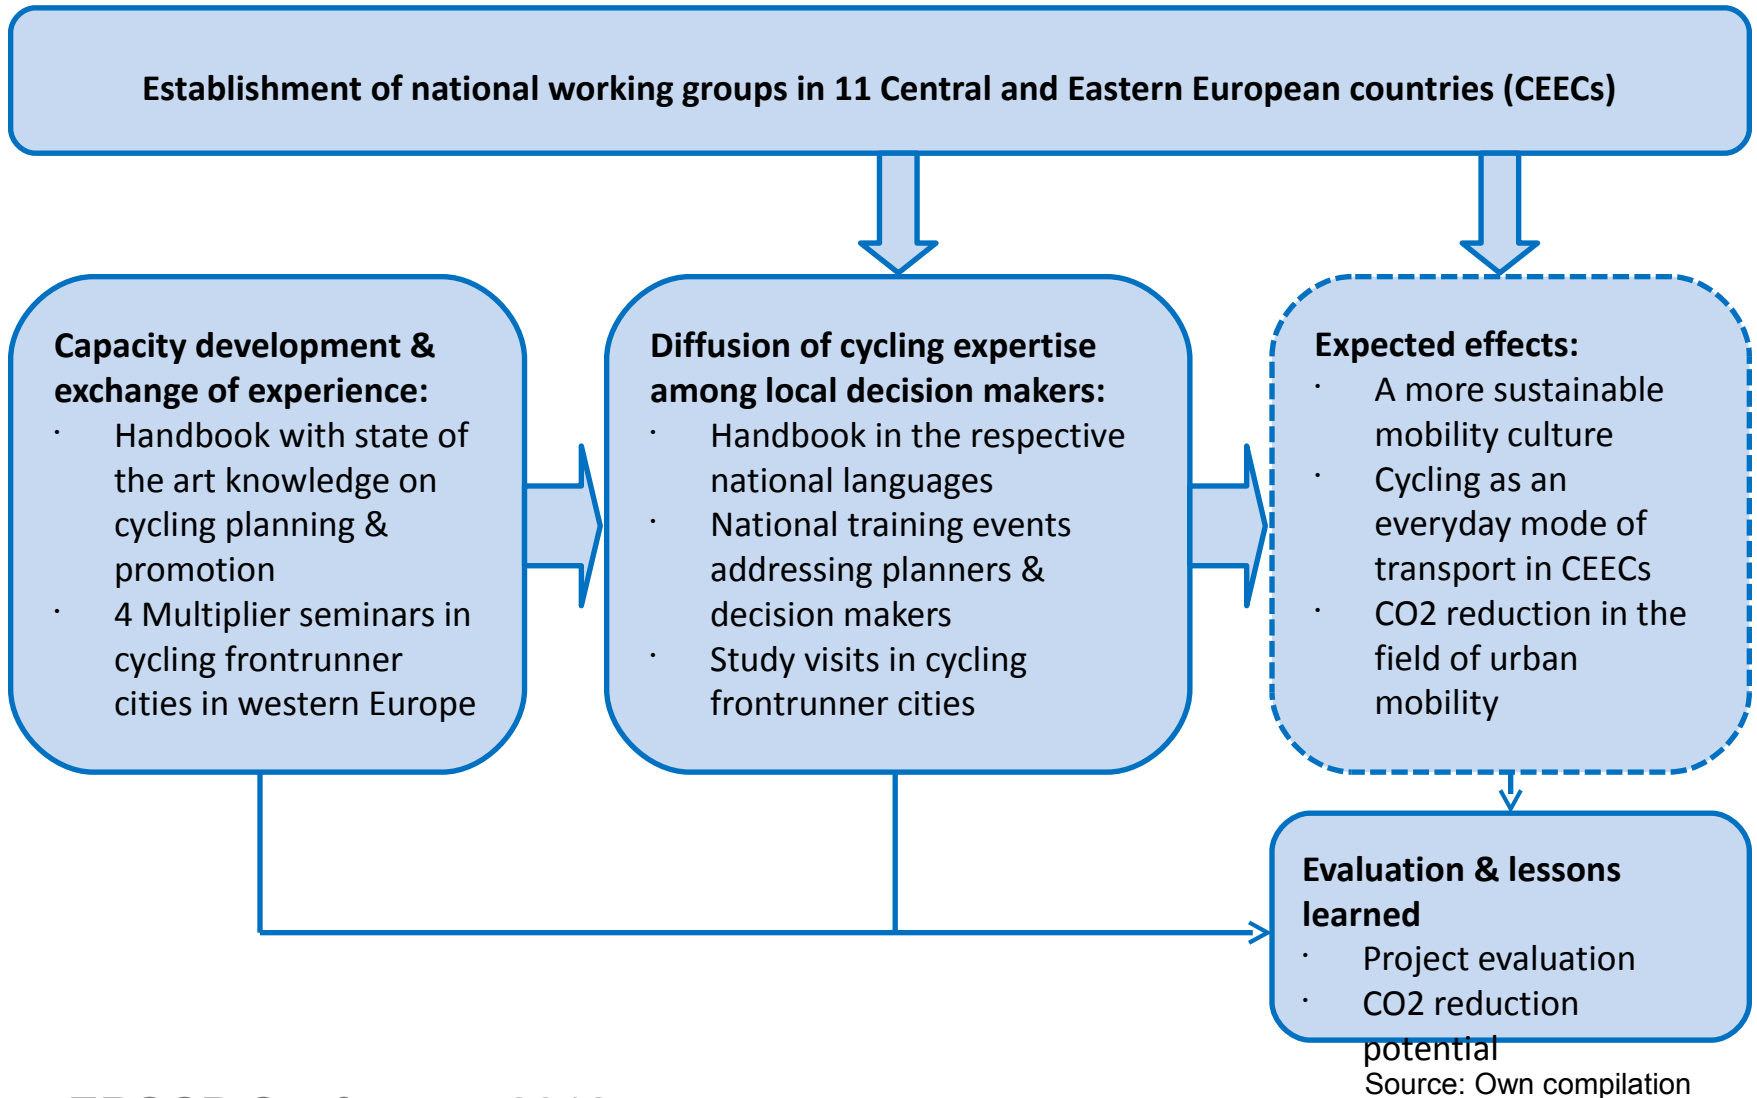 Establishment of national working groups in 11 Central and Eastern European countries (CEECs)
Capacity development &
exchange of experience:
· Handbook with state of
the art knowledge on
cycling planning &
promotion
· 4 Multiplier seminars in
cycling frontrunner
cities in western Europe
Diffusion of cycling expertise
among local decision makers:
· Handbook in the respective
national languages
· National training events
addressing planners &
decision makers
· Study visits in cycling
frontrunner cities
Expected effects:
· A more sustainable
mobility culture
· Cycling as an
everyday mode of
transport in CEECs
· CO2 reduction in the
field of urban
mobility
Evaluation & lessons
learned
· Project evaluation
· CO2 reduction
potential
Source: Own compilation